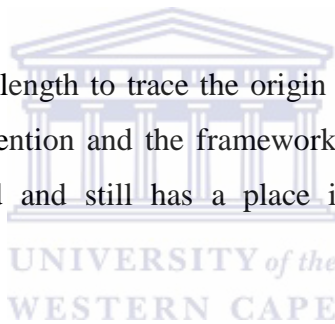 length to trace the origin
ention and the framework
and still has a place i
UNIVERSITY of the
WESTERN CAPE